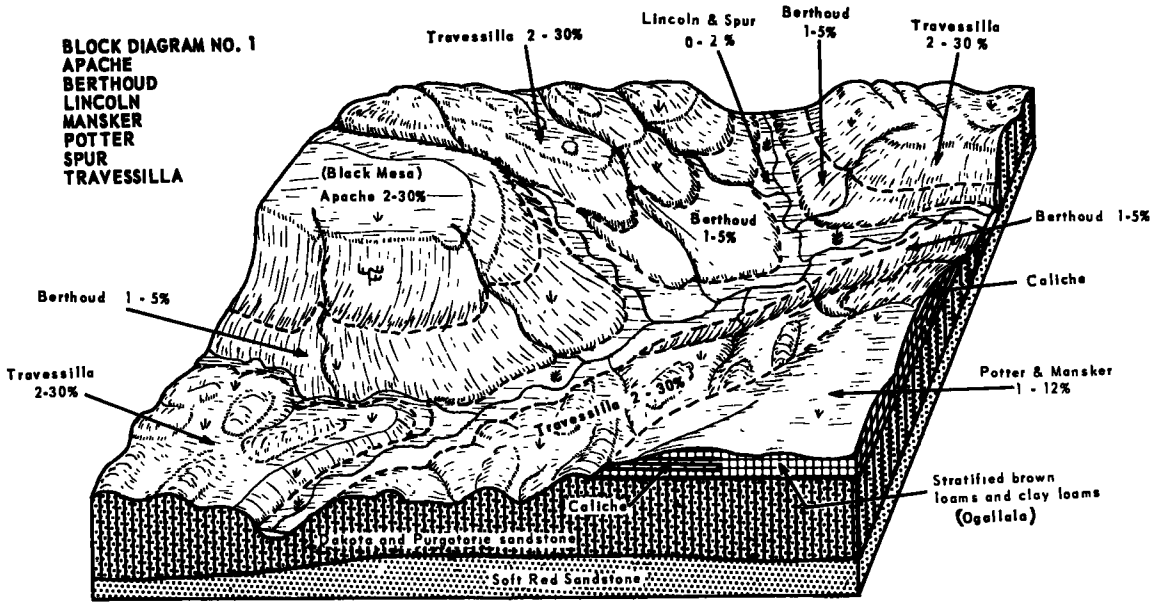 BLOCK DIAGRAM NO. 1
APACHE
BERTHOUD
LINCOLN
MANSKER
POTTER
SPUR
TRAVESSILLA
Travessilla 2 - 30%
Lincoln & Spur
0 - 2 %
Berthoud
1-5%
Travessilla
2 - 30 %
(Black Mesa)
Apache 2-30%
Berthoud
1-5%
Berthoud 1-5%
Caliche
Berthoud 1 - 5%
Travessilla
2-30%
Potter & Mansker
1 - 12%
Travessilla 2 - 30%
Caliche
Stratified brown
loams and clay loams
(Ogallala)
Dakota and Purgatorie sandstone
Soft Red Sandstone